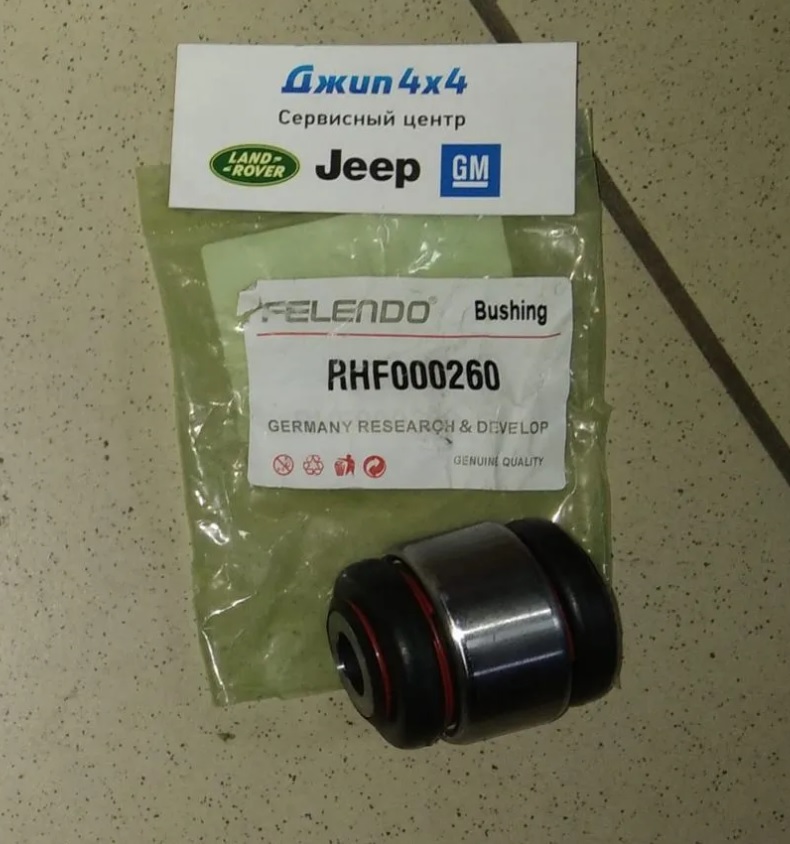 Джип 4x4
Сервисный центр
LAND-
-ROVER
Jeep
GM
FELENDO® Bushing
RHF000260
GERMANY RESEARCH & DEVELOP
GENUINE QUALITY